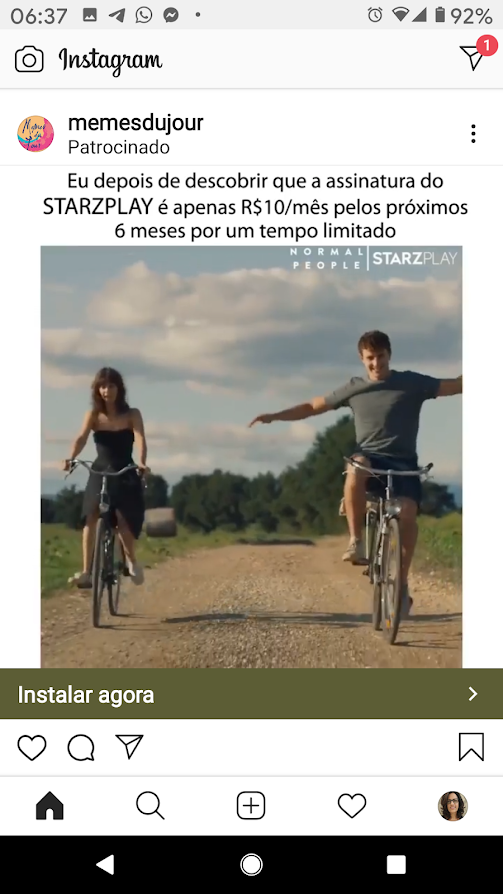 06:37
92%
Instagram
1
memesdujour
Patrocinado
Eu depois de descobrir que a assinatura do
STARZPLAY é apenas R$10/mês pelos próximos
6 meses por um tempo limitado
NORMAL
PEOPLE
STARZPLAY
Instalar agora